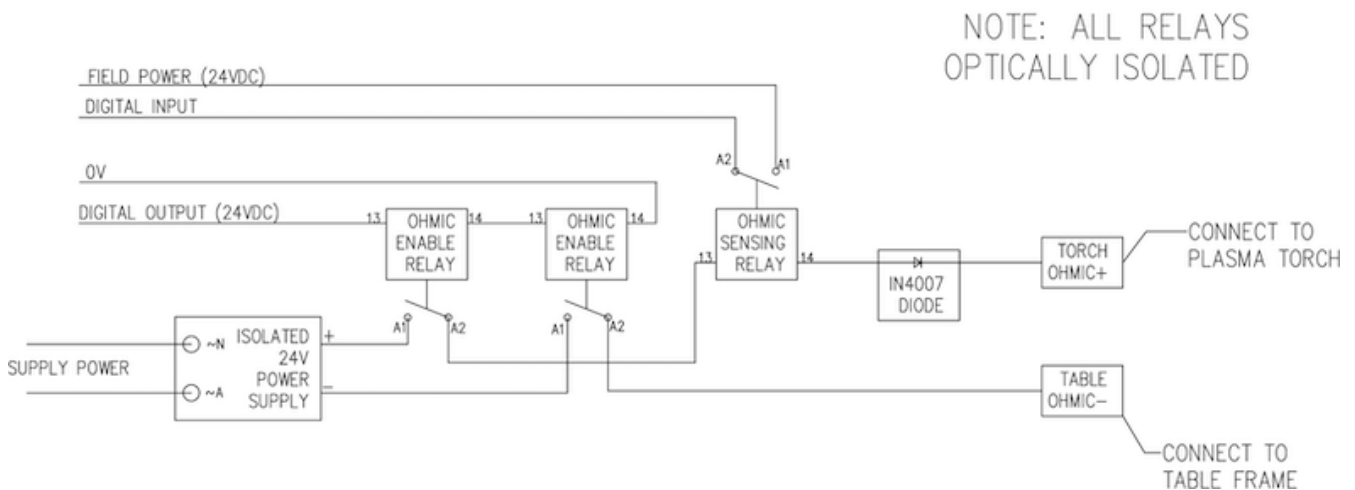 NOTE: ALL RELAYS
OPTICALLY ISOLATED
FIELD POWER (24VDC)
DIGITAL INPUT
A2
A1
0V
DIGITAL OUTPUT (24VDC)
13
OHMIC
ENABLE
RELAY
14
13
OHMIC
ENABLE
RELAY
14
OHMIC
SENSING
RELAY
13
14
IN4007
DIODE
TORCH
OHMIC+
CONNECT TO
PLASMA TORCH
A1
A2
A1
A2
SUPPLY POWER
~N
~A
ISOLATED
24V
POWER
SUPPLY
+
-
TABLE
OHMIC-
CONNECT TO
TABLE FRAME